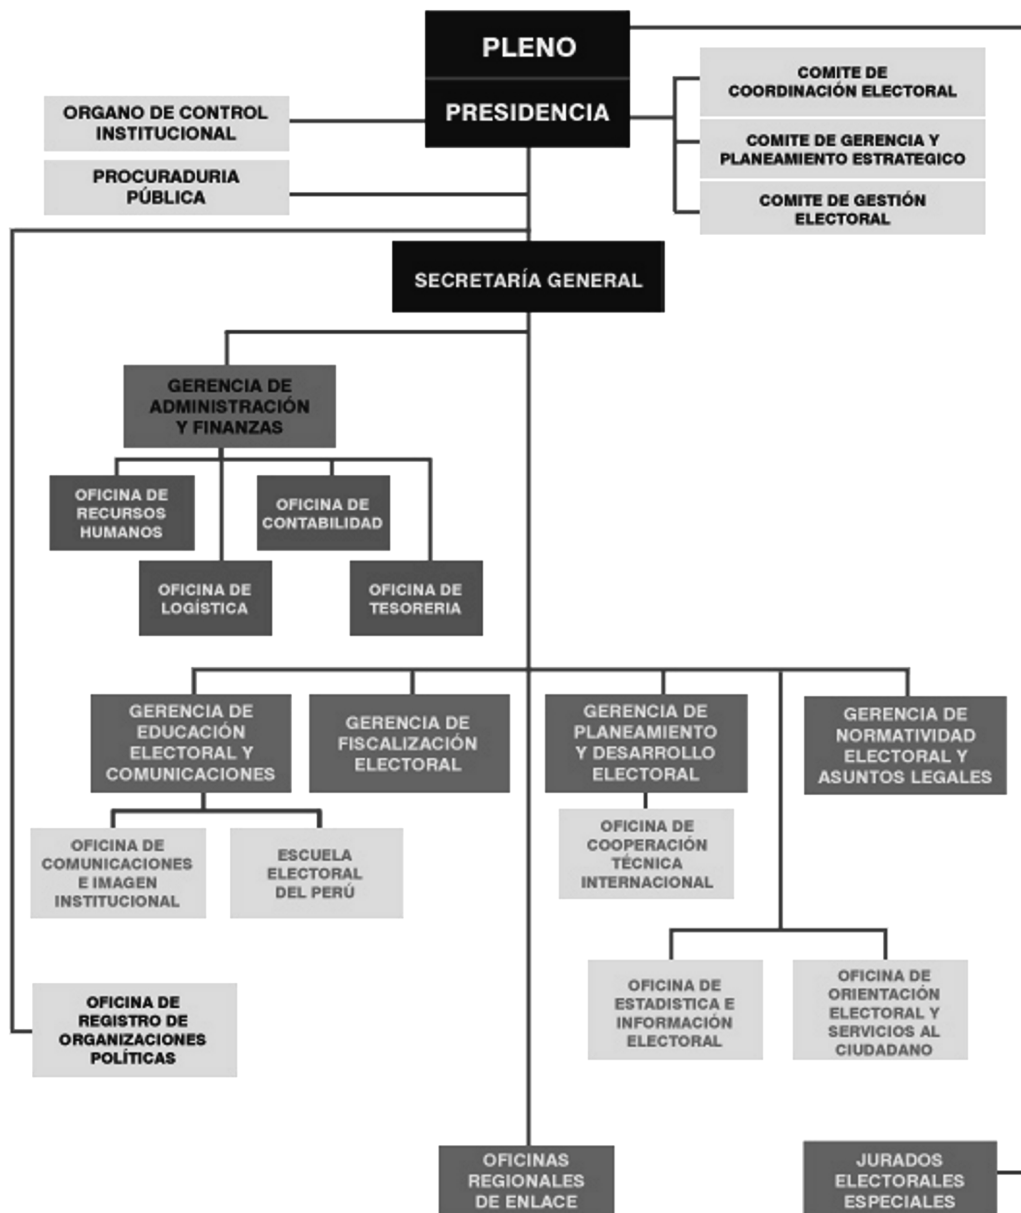 PLENO
PRESIDENCIA
COMITE DE
COORDINACIÓN ELECTORAL
ORGANO DE CONTROL
INSTITUCIONAL
COMITE DE GERENCIA Y
PLANEAMIENTO ESTRATEGICO
PROCURADURIA
PÚBLICA
COMITE DE GESTIÓN
ELECTORAL
SECRETARÍA GENERAL
GERENCIA DE
ADMINISTRACIÓN
Y FINANZAS
OFICINA DE
RECURSOS
HUMANOS
OFICINA DE
CONTABILIDAD
OFICINA DE
LOGÍSTICA
OFICINA DE
TESORERIA
GERENCIA DE
EDUCACIÓN
ELECTORAL Y
COMUNICACIONES
GERENCIA DE
FISCALIZACIÓN
ELECTORAL
GERENCIA DE
PLANEAMIENTO
Y DESARROLLO
ELECTORAL
GERENCIA DE
NORMATIVIDAD
ELECTORAL Y
ASUNTOS LEGALES
OFICINA DE
COMUNICACIONES
E IMAGEN
INSTITUCIONAL
ESCUELA
ELECTORAL
DEL PERÚ
OFICINA DE
COOPERACIÓN
TÉCNICA
INTERNACIONAL
OFICINA DE
ESTADISTICA E
INFORMACIÓN
ELECTORAL
OFICINA DE
ORIENTACIÓN
ELECTORAL Y
SERVICIOS AL
CIUDADANO
OFICINA DE
REGISTRO DE
ORGANIZACIONES
POLÍTICAS
OFICINAS
REGIONALES
DE ENLACE
JURADOS
ELECTORALES
ESPECIALES